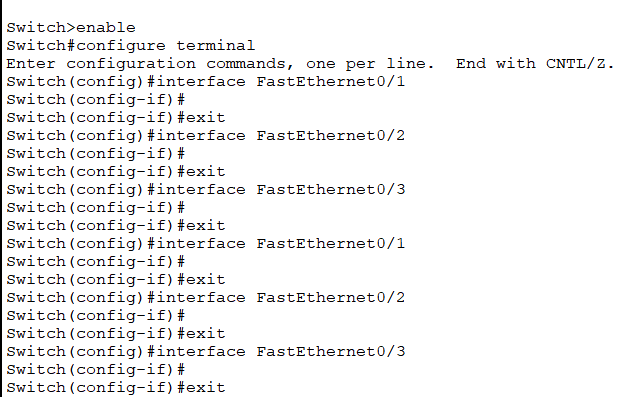 Switch>enable
Switch#configure terminal
Enter configuration commands, one per line.  End with CNTL/Z.
Switch(config)#interface FastEthernet0/1
Switch(config-if)#
Switch(config-if)#exit
Switch(config)#interface FastEthernet0/2
Switch(config-if)#
Switch(config-if)#exit
Switch(config)#interface FastEthernet0/3
Switch(config-if)#
Switch(config-if)#exit
Switch(config)#interface FastEthernet0/1
Switch(config-if)#
Switch(config-if)#exit
Switch(config)#interface FastEthernet0/2
Switch(config-if)#
Switch(config-if)#exit
Switch(config)#interface FastEthernet0/3
Switch(config-if)#
Switch(config-if)#exit